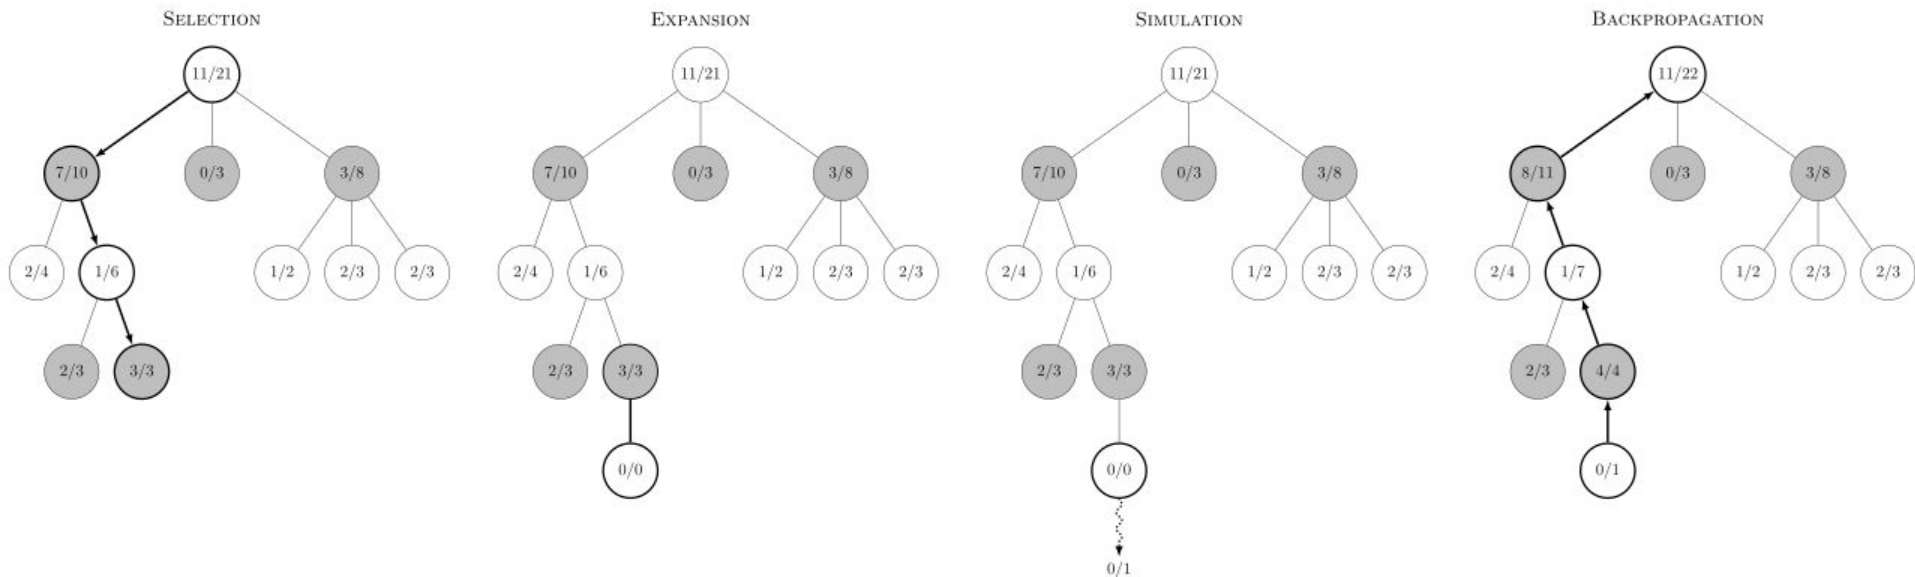 SELECTION EXPANSION SIMULATION BACKPROPAGATION
11/21 11/21 11/21 11/22
7/10 0/3 3/8 7/10 0/3 3/8 7/10 0/3 3/8 8/11 0/3 3/8
2/4 1/6 1/2 2/3 2/3 2/4 1/6 1/2 2/3 2/3 2/4 1/6 1/2 2/3 2/3 2/4 1/7 1/2 2/3 2/3
2/3 3/3 2/3 3/3 2/3 3/3 2/3 4/4
0/0 0/0 0/1
0/1